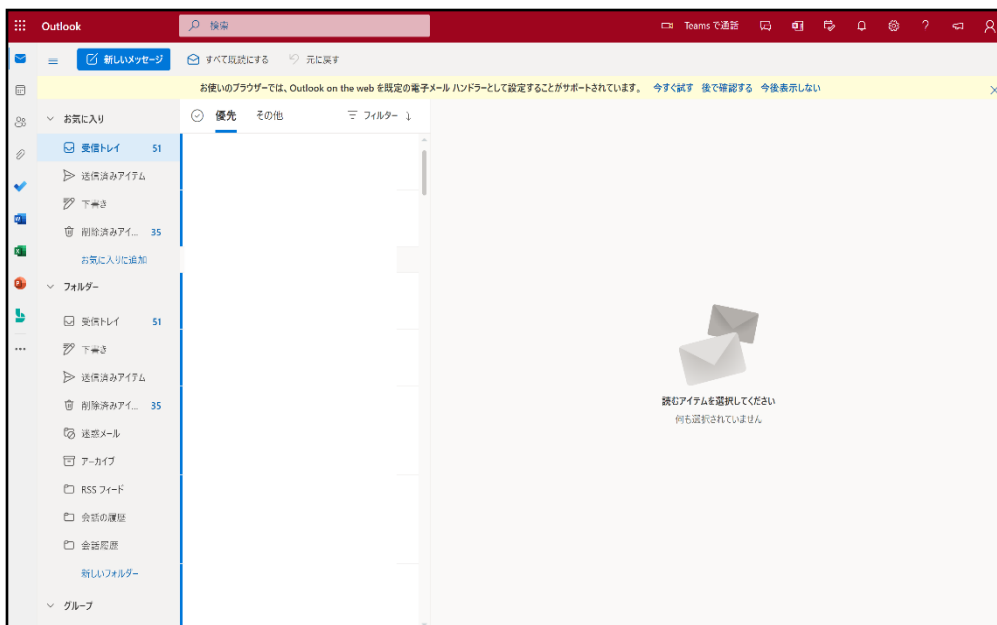 Outlook
検索
Teams で通話
新しいメッセージ
すべて既読にする
元に戻す
お使いのブラウザーでは、Outlook on the web を既定の電子メール ハンドラーとして設定することがサポートされています。 今すぐ試す 後で確認する 今後表示しない
お気に入り
優先 その他 フィルター
受信トレイ 51
送信済みアイテム
下書き
削除済みアイ... 35
お気に入りに追加
フォルダー
受信トレイ 51
下書き
送信済みアイテム
削除済みアイ... 35
迷惑メール
アーカイブ
RSS フィード
会話の履歴
会話履歴
新しいフォルダー
グループ
読むアイテムを選択してください
何も選択されていません